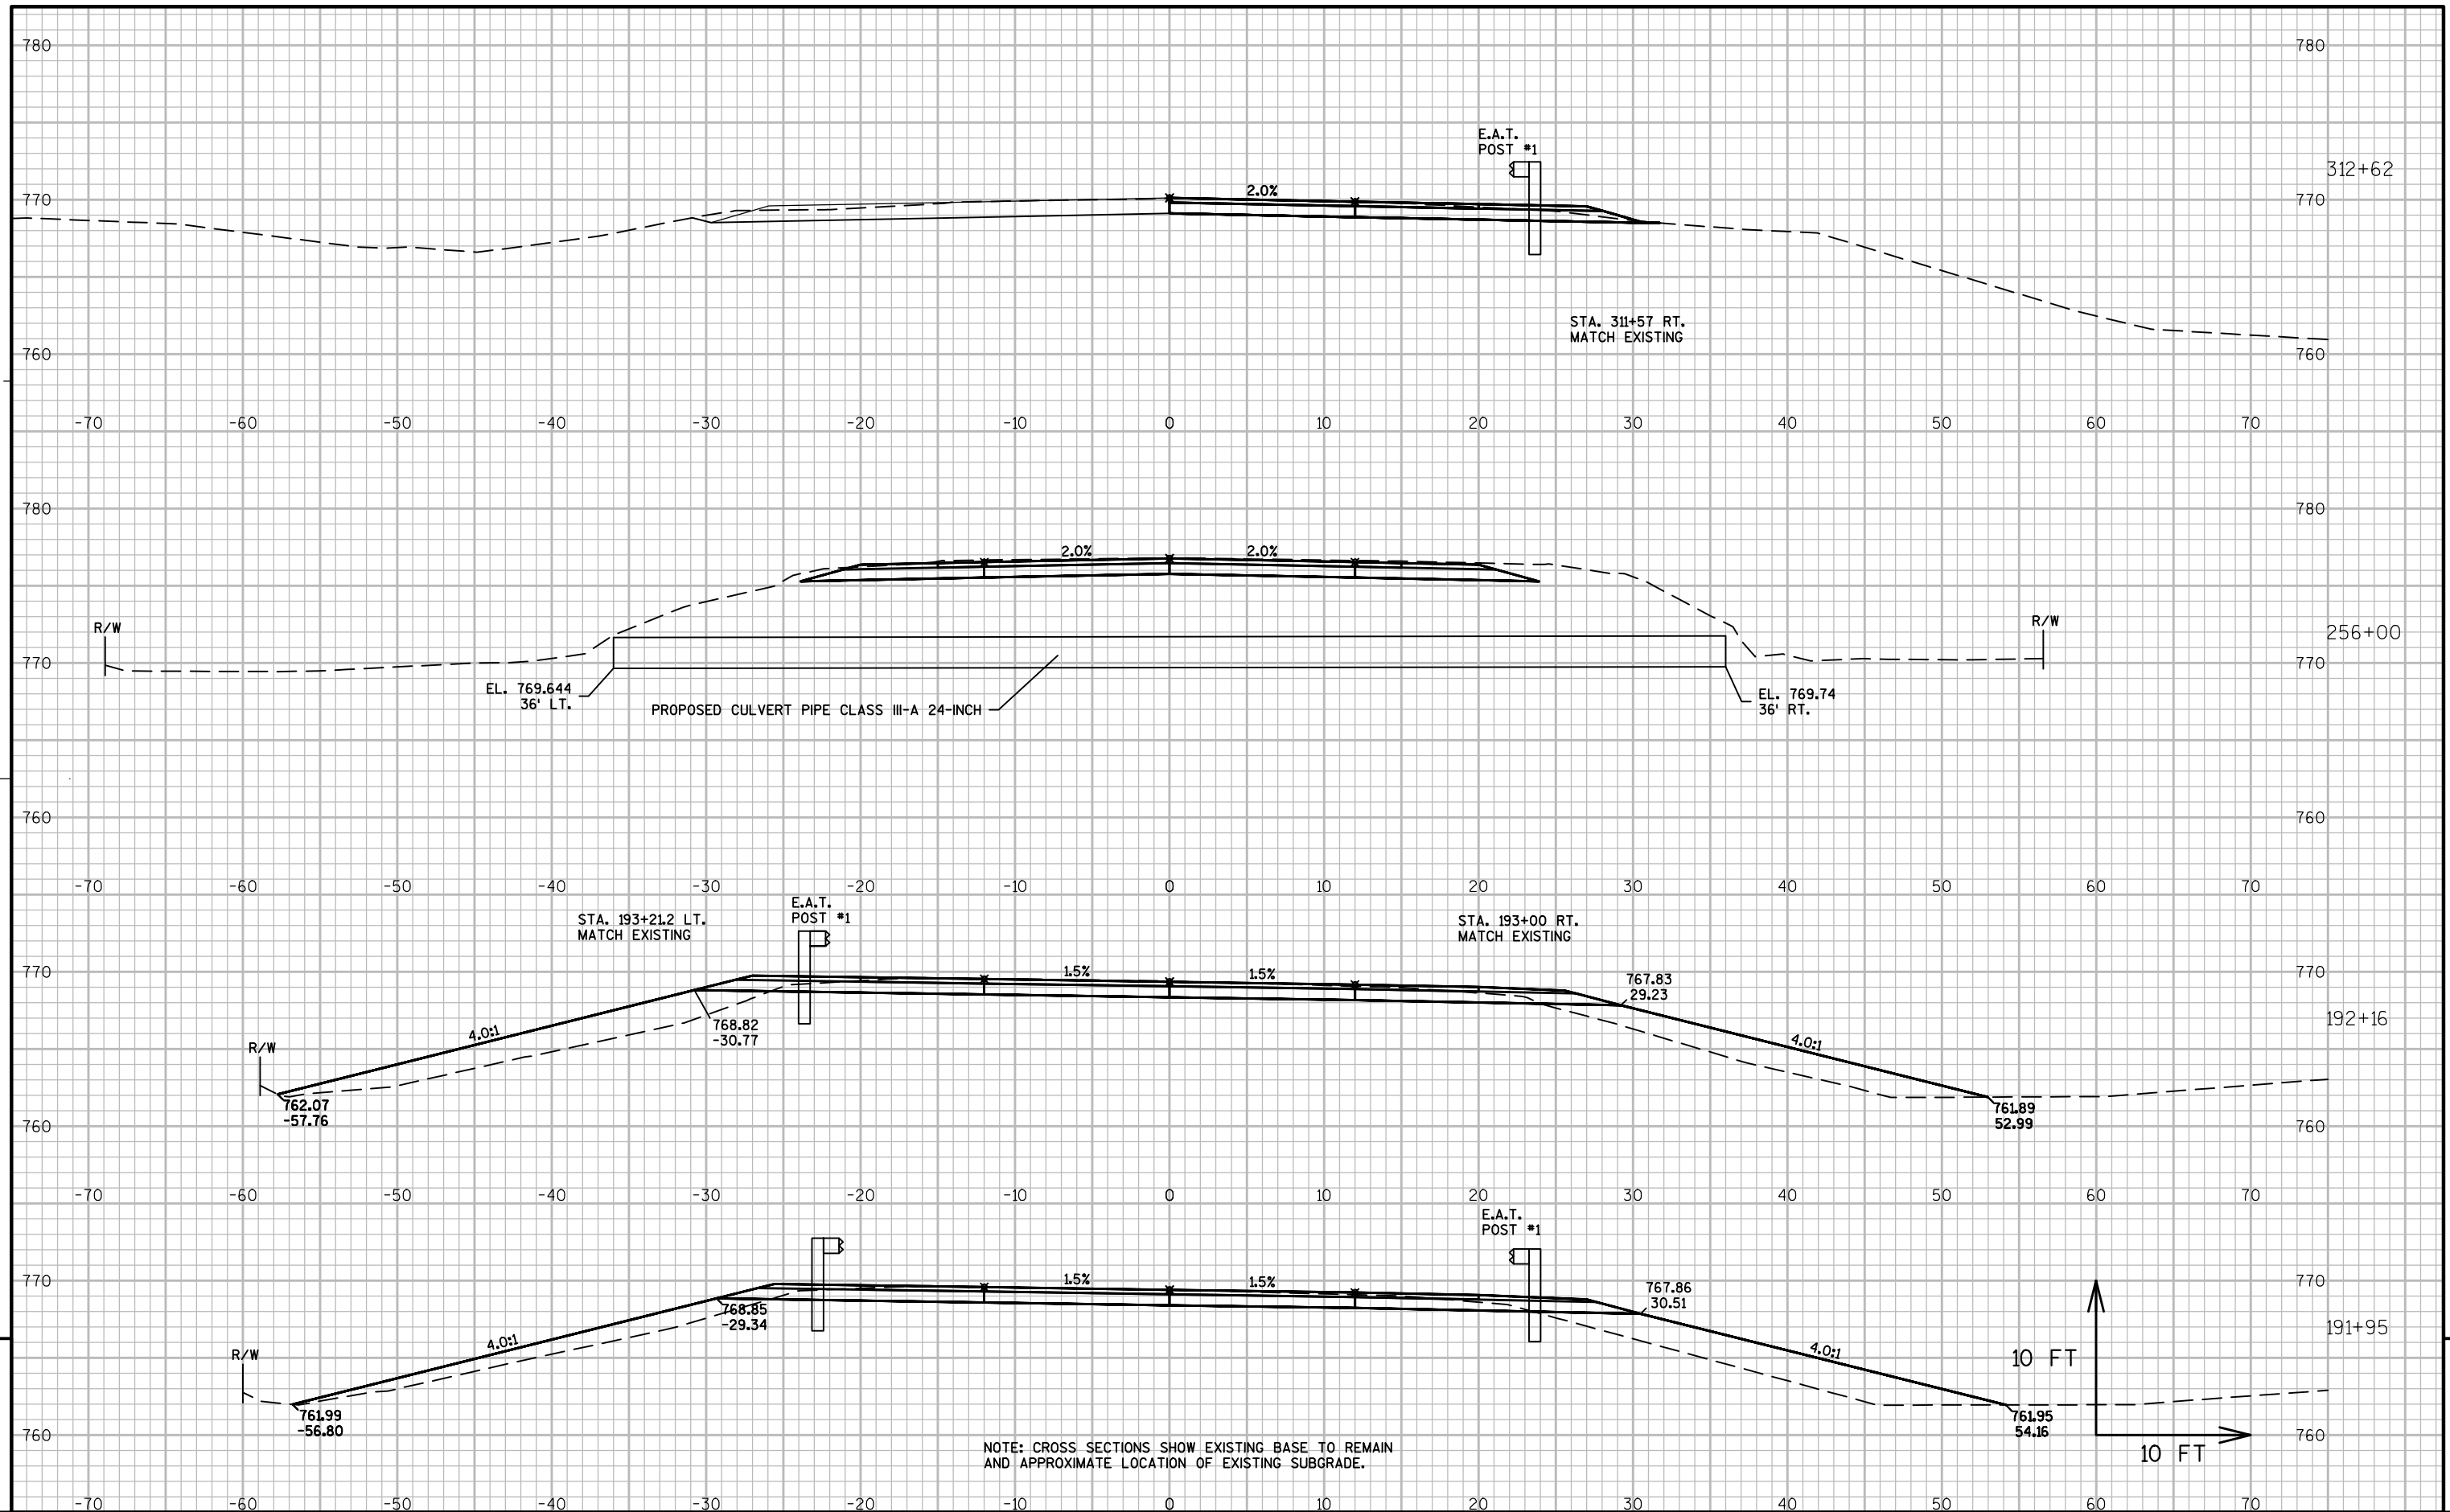 780 780
E.A.T.
POST #1
312+62
770 2.0% 770
STA. 311+57 RT.
MATCH EXISTING
760 760
-70 -60 -50 -40 -30 -20 -10 0 10 20 30 40 50 60 70
780 780
2.0% 2.0%
R/W R/W
256+00
770 770
EL. 769.644
36' LT.
PROPOSED CULVERT PIPE CLASS III-A 24-INCH
EL. 769.74
36' RT.
760 760
-70 -60 -50 -40 -30 -20 -10 0 10 20 30 40 50 60 70
STA. 193+21.2 LT.
MATCH EXISTING
E.A.T.
POST #1
STA. 193+00 RT.
MATCH EXISTING
770 1.5% 1.5% 770
767.83
29.23
768.82
-30.77
192+16
4.0:1 4.0:1
R/W
762.07
-57.76
761.89
52.99
760 760
-70 -60 -50 -40 -30 -20 -10 0 10 20 30 40 50 60 70
E.A.T.
POST #1
770 1.5% 1.5% 770
767.86
30.51
768.85
-29.34
191+95
4.0:1 4.0:1
R/W
10 FT
761.99
-56.80
761.95
54.16
760 760
10 FT
NOTE: CROSS SECTIONS SHOW EXISTING BASE TO REMAIN
AND APPROXIMATE LOCATION OF EXISTING SUBGRADE.
-70 -60 -50 -40 -30 -20 -10 0 10 20 30 40 50 60 70